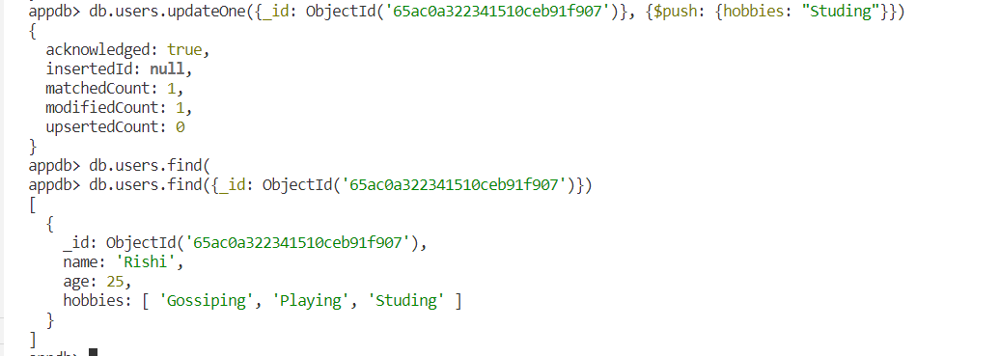 appdb> db.users.updateOne({_id: ObjectId('65ac0a322341510ceb91f907')}, {$push: {hobbies: "Studing"}})
{
  acknowledged: true,
  insertedId: null,
  matchedCount: 1,
  modifiedCount: 1,
  upsertedCount: 0
}
appdb> db.users.find(
appdb> db.users.find({_id: ObjectId('65ac0a322341510ceb91f907')})
[
  {
    _id: ObjectId('65ac0a322341510ceb91f907'),
    name: 'Rishi',
    age: 25,
    hobbies: [ 'Gossiping', 'Playing', 'Studing' ]
  }
]
appdb>